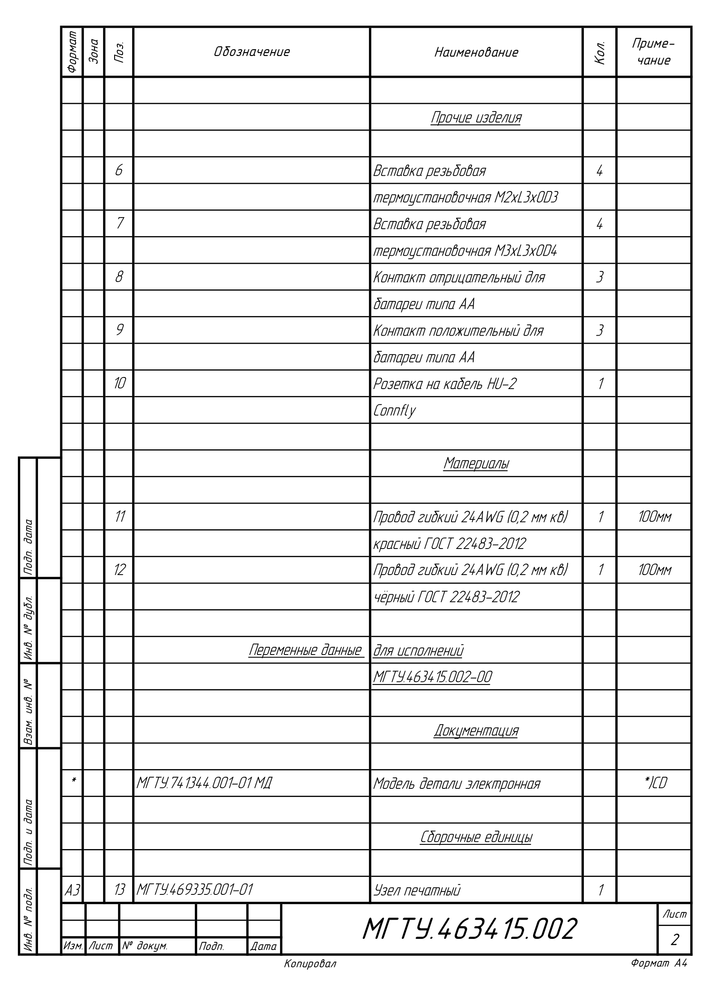 Формат Зона Поз. Обозначение Наименование Кол. Приме-
чание
Прочие изделия
6 Вставка резьбовая 4
термоустановочная М2хL3хOD3
7 Вставка резьбовая 4
термоустановочная М3хL3хOD4
8 Контакт отрицательный для 3
батареи типа АА
9 Контакт положительный для 3
батареи типа АА
10 Розетка на кабель HU-2 1
Connfly
Материалы
11 Провод гибкий 24AWG (0,2 мм кв) 1 100мм
красный ГОСТ 22483-2012
12 Провод гибкий 24AWG (0,2 мм кв) 1 100мм
чёрный ГОСТ 22483-2012
Переменные данные для исполнений
МГТУ.463415.002-00
Документация
* МГТУ.741344.001-01 МД Модель детали электронная *)CD
Сборочные единицы
А3 13 МГТУ.469335.001-01 Узел печатный 1
Подп. дата
Инв. № дубл.
Взам. инв. №
Подп. и дата
Инв. № подл.
Изм. Лист № докум. Подп. Дата
МГТУ.463415.002
Лист
2
Копировал Формат А4